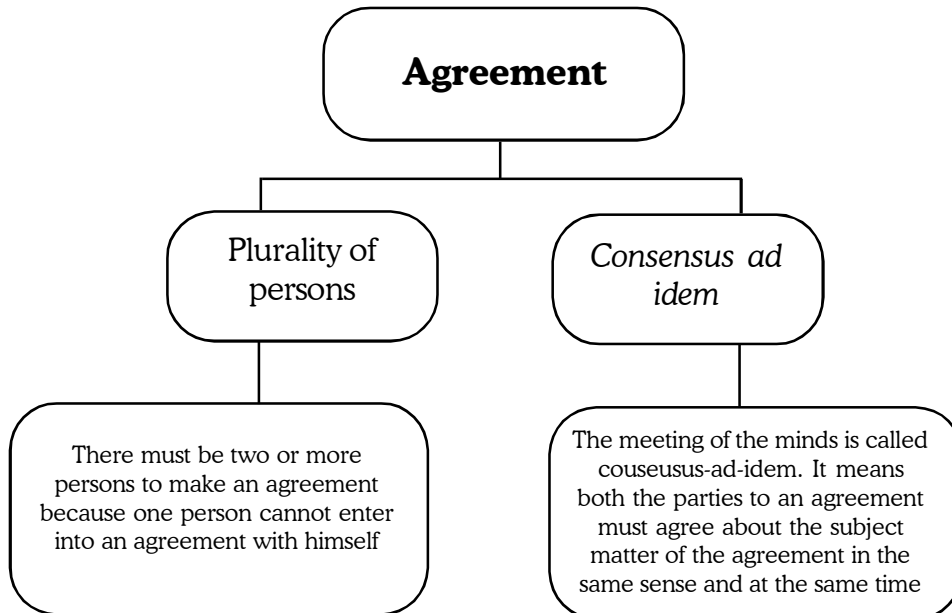 Agreement
Plurality of
persons
Consensus ad
idem
There must be two or more
persons to make an agreement
because one person cannot enter
into an agreement with himself
The meeting of the minds is called
couseusus-ad-idem. It means
both the parties to an agreement
must agree about the subject
matter of the agreement in the
same sense and at the same time